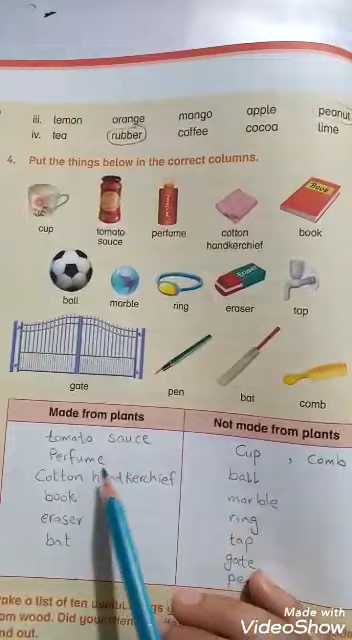 iii. lemon orange mango apple peanut
iv. tea rubber coffee cocoa lime
4. Put the things below in the correct columns.
Book
perfume
cup tomato sauce perfume cotton handkerchief book
Eraser
ball marble ring eraser tap
gate pen bat comb
Made from plants Not made from plants
tomato sauce Cup , Comb
Perfume ball
Cotton handkerchief marble
book ring
eraser tap
bat gate
pen
Made with
VideoShow